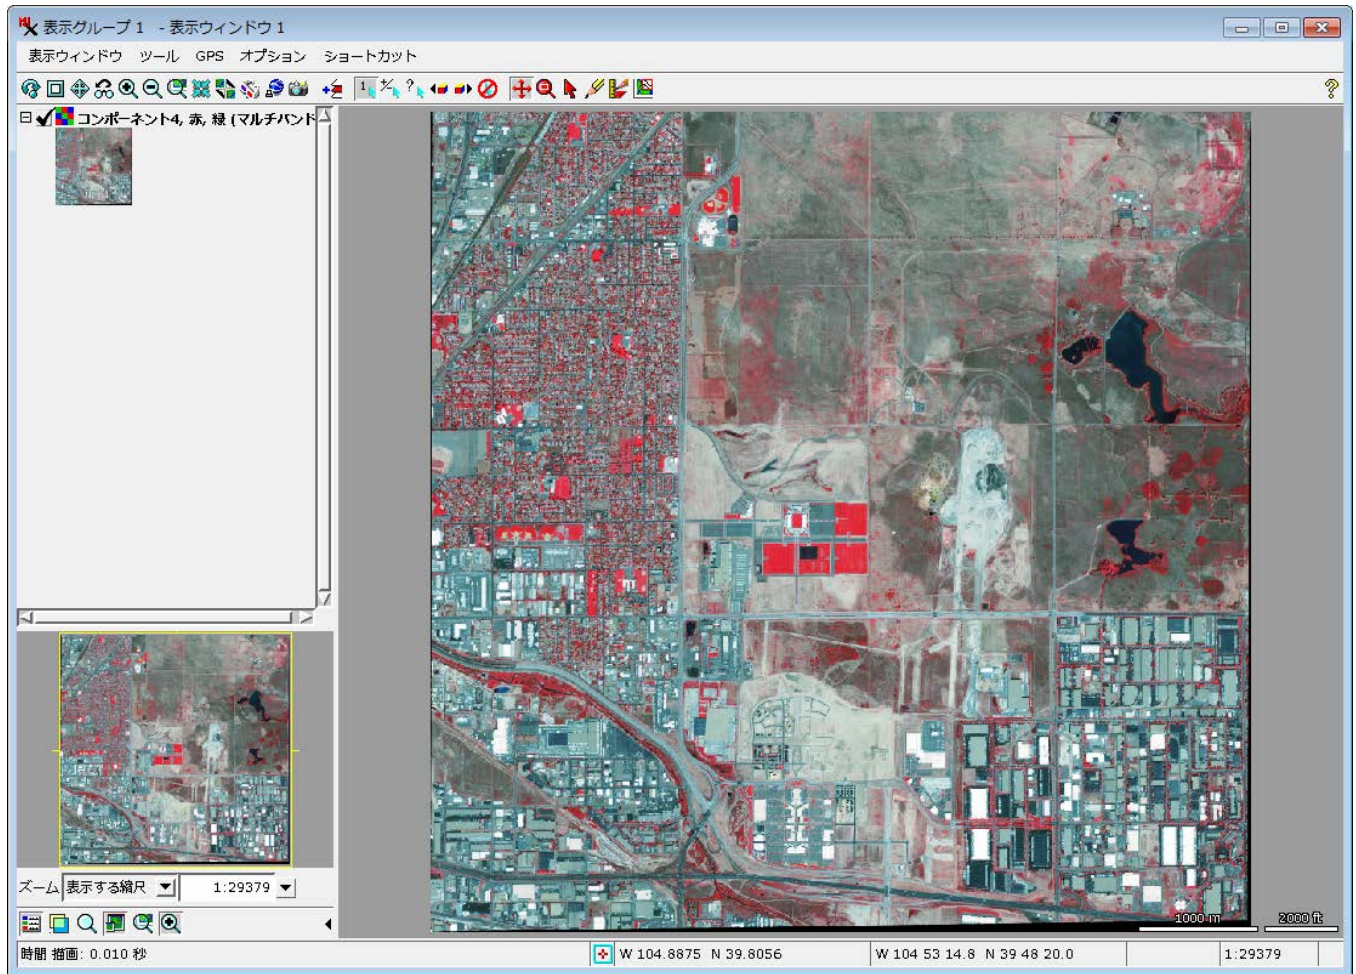 表示グループ 1 - 表示ウィンドウ 1
表示ウィンドウ ツール GPS オプション ショートカット
コンポーネント4, 赤, 緑 (マルチバンド
ズーム 表示する縮尺 1:29379
1000 m 2000 ft
時間 描画: 0.010 秒 W 104.8875 N 39.8056 W 104 53 14.8 N 39 48 20.0 1:29379